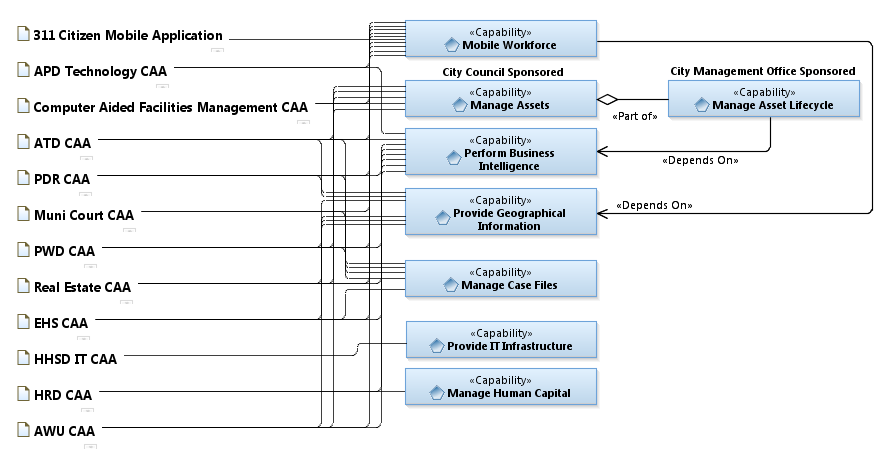 311 Citizen Mobile Application
APD Technology CAA
Computer Aided Facilities Management CAA
ATD CAA
PDR CAA
Muni Court CAA
PWD CAA
Real Estate CAA
EHS CAA
HHSD IT CAA
HRD CAA
AWU CAA
«Capability»
Mobile Workforce
City Council Sponsored
«Capability»
Manage Assets
«Part of»
City Management Office Sponsored
«Capability»
Manage Asset Lifecycle
«Capability»
Perform Business
Intelligence
«Depends On»
«Capability»
Provide Geographical
Information
«Depends On»
«Capability»
Manage Case Files
«Capability»
Provide IT Infrastructure
«Capability»
Manage Human Capital